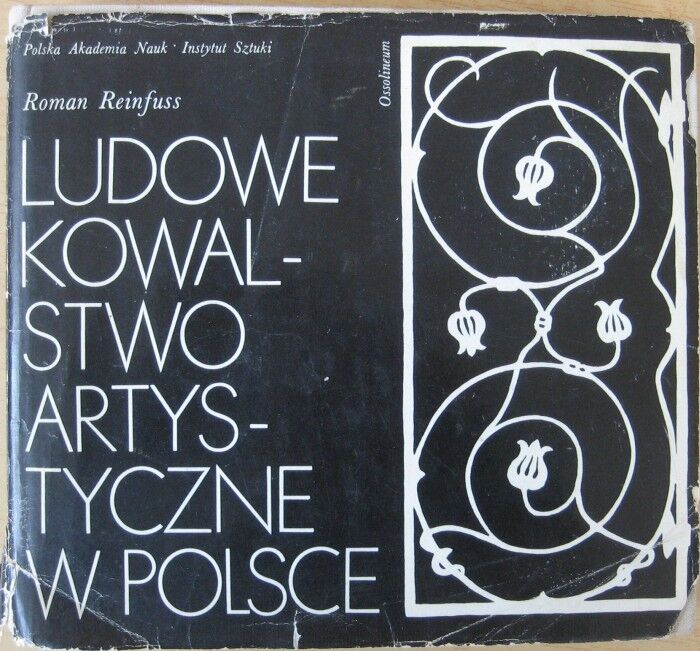 Polska Akademia Nauk · Instytut Sztuki
Roman Reinfuss
LUDOWE
KOWAL-
STWO
ARTYS-
TYCZNE
W POLSCE
Ossolineum